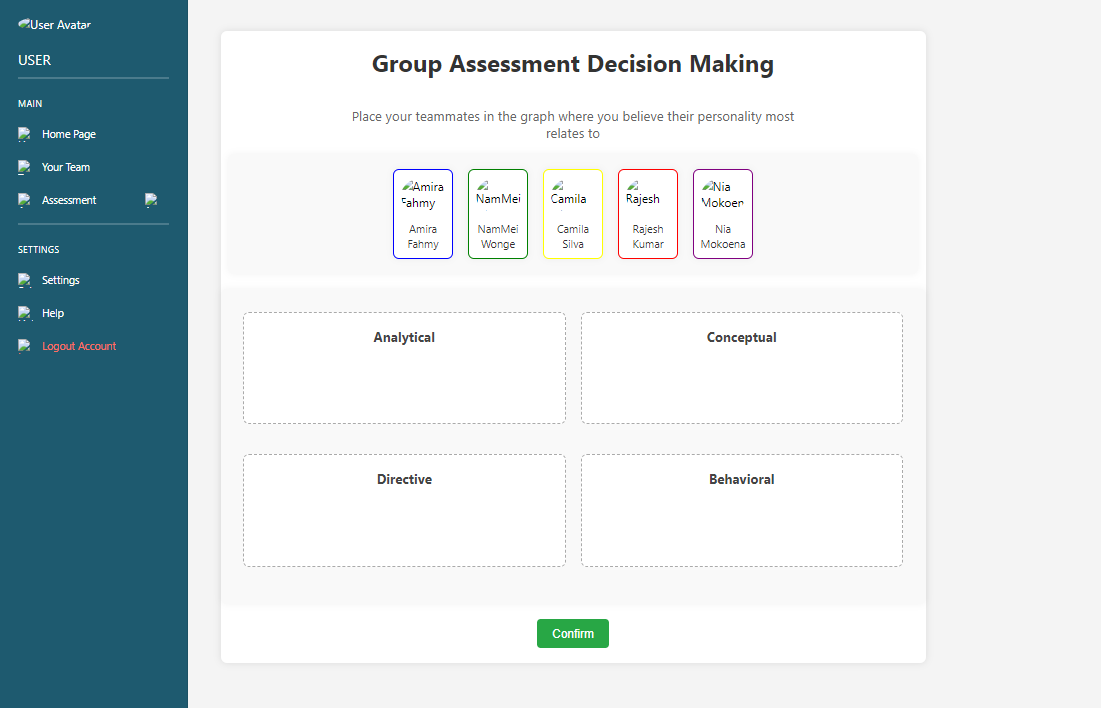 User Avatar
USER
MAIN
Home Page
Your Team
Assessment
SETTINGS
Settings
Help
Logout Account
Group Assessment Decision Making
Place your teammates in the graph where you believe their personality most
relates to
Amira
Fahmy
Amira
Fahmy
NamMei
NamMei
Wonge
Camila
Camila
Silva
Rajesh
Rajesh
Kumar
Nia
Mokoen
Nia
Mokoena
Analytical
Conceptual
Directive
Behavioral
Confirm